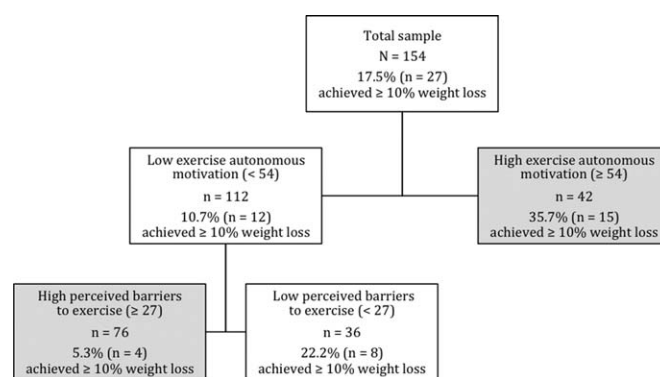 Total sample
N = 154
17.5% (n = 27)
achieved ≥ 10% weight loss
Low exercise autonomous
motivation (< 54)
n = 112
10.7% (n = 12)
achieved ≥ 10% weight loss
High exercise autonomous
motivation (≥ 54)
n = 42
35.7% (n = 15)
achieved ≥ 10% weight loss
High perceived barriers
to exercise (≥ 27)
n = 76
5.3% (n = 4)
achieved ≥ 10% weight loss
Low perceived barriers
to exercise (< 27)
n = 36
22.2% (n = 8)
achieved ≥ 10% weight loss